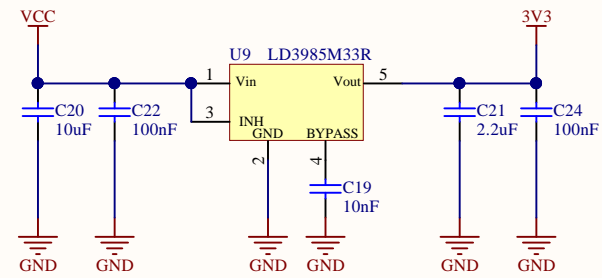 VCC
3V3
U9 LD3985M33R
1 Vin Vout 5
3 INH
GND BYPASS
2 4
C20
10uF
C22
100nF
C21
2.2uF
C24
100nF
C19
10nF
GND GND GND GND GND GND